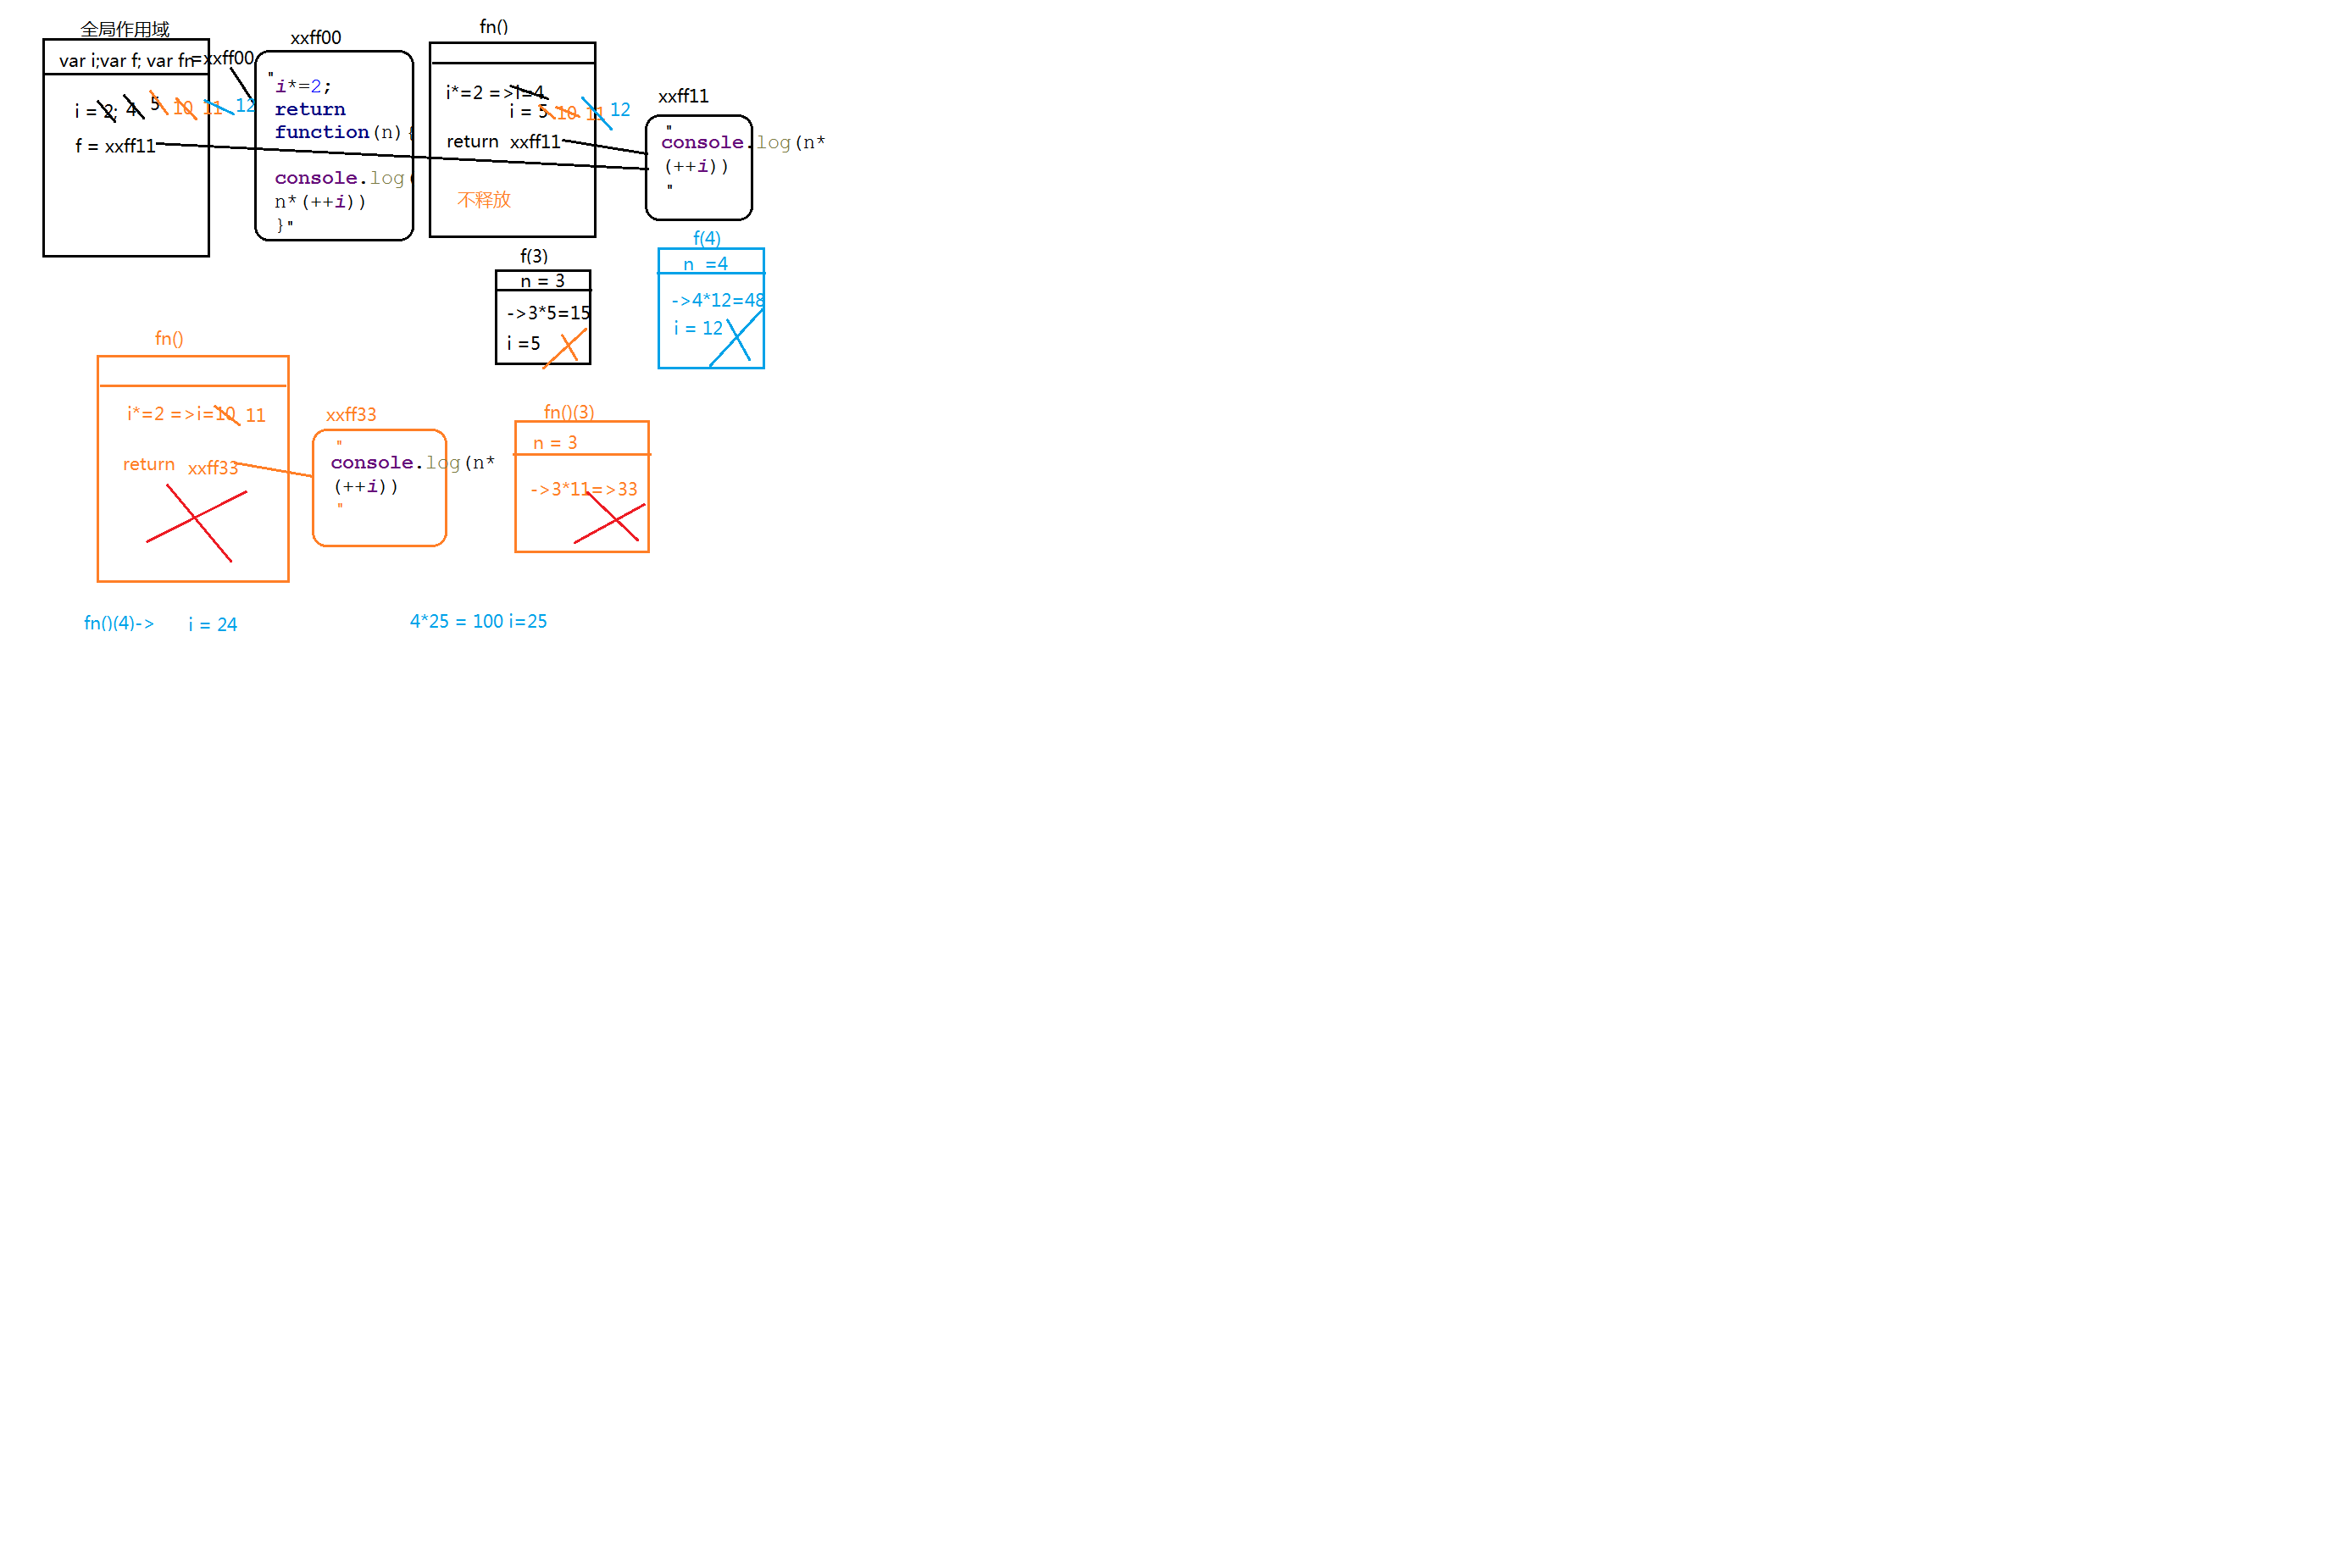 全局作用域
var i;var f; var fn=xxff00
i = 2; 4 5 10 11 12
f = xxff11
xxff00
"
i*=2;
return
function(n){
console.log(
n*(++i))
}"
fn()
i*=2 =>i=4
i = 5 10 11 12
return xxff11
不释放
xxff11
"
console.log(n*
(++i))
"
f(3)
n = 3
->3*5=15
i =5
f(4)
n =4
->4*12=48
i = 12
fn()
i*=2 =>i=10 11
return xxff33
xxff33
"
console.log(n*
(++i))
"
fn()(3)
n = 3
->3*11=>33
fn()(4)-> i = 24
4*25 = 100 i=25